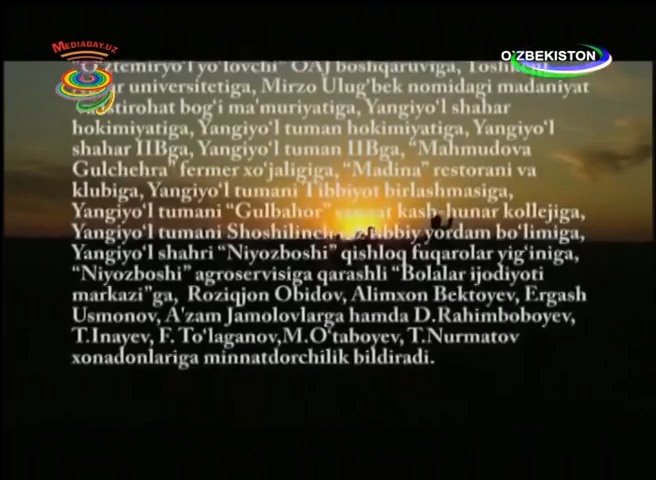 MEDIABAY.UZ
O'ZBEKISTON
"O'ztemiryo'l yo'lovchi" OAJ boshqaruviga,
universitetiga, Mirzo Ulug'bek nomidagi madaniyat
istirohat bog'i ma'muriyatiga, Yangiyo'l shahar
hokimiyatiga, Yangiyo'l tuman hokimiyatiga, Yangiyo'l
shahar IIBga, Yangiyo'l tuman IIBga, "Mahmudova
Gulchehra" fermer xo'jaligiga, "Madina" restorani va
klubiga, Yangiyo'l tumani Tibbiyot birlashmasiga,
Yangiyo'l tumani "Gulbahor" kasb-hunar kollejiga,
Yangiyo'l tumani Shoshilinch tibbiy yordam bo'limiga,
Yangiyo'l shahri "Niyozboshi" qishloq fuqarolar yig'iniga,
"Niyozboshi" agroservisiga qarashli "Bolalar ijodiyoti
markazi"ga, Roziqjon Obidov, Alimxon Bektoyev, Ergash
Usmonov, A'zam Jamolovlarga hamda D.Rahimboboyev,
T.Inayev, F. To'laganov,M.O'taboyev, T.Nurmatov
xonadonlariga minnatdorchilik bildiradi.